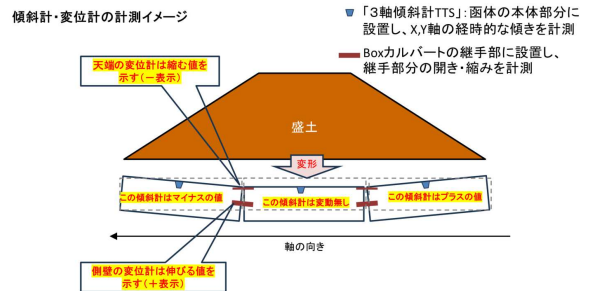 傾斜計・変位計の計測イメージ
「３軸傾斜計TTS」：函体の本体部分に
設置し、X,Y軸の経時的な傾きを計測
Boxカルバートの継手部に設置し、
継手部分の開き・縮みを計測
天端の変位計は縮む値を
示す（－表示）
盛土
変形
この傾斜計はマイナスの値
この傾斜計は変動無し
この傾斜計はプラスの値
軸の向き
側壁の変位計は伸びる値を
示す（＋表示）